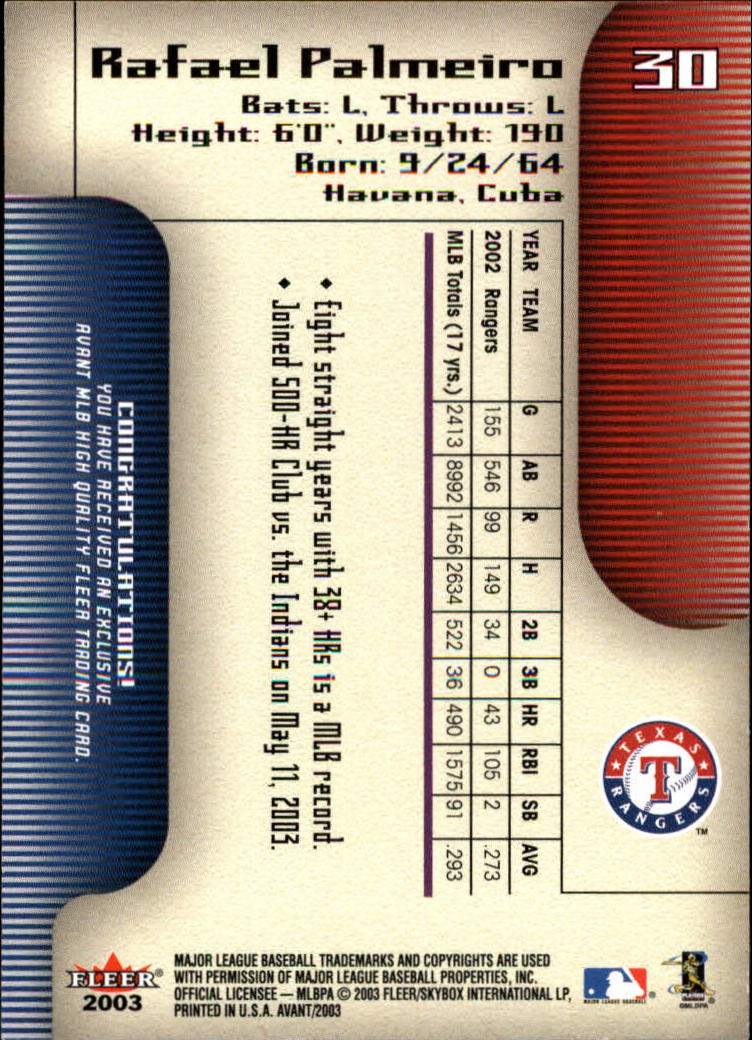 30
Rafael Palmeiro
Bats: L, Throws: L
Height: 6'0", Weight: 190
Born: 9/24/64
Havana, Cuba
YEAR TEAM G AB R H 2B 3B HR RBI SB AVG
2002 Rangers 155 546 99 149 34 0 43 105 2 .273
MLB Totals (17 yrs.) 2413 8992 1456 2634 522 36 490 1575 91 .293
◆ Eight straight years with 38+ HRs is a MLB record.
◆ Joined 500-HR Club vs. the Indians on May 11, 2003.
CONGRATULATIONS!
YOU HAVE RECEIVED AN EXCLUSIVE
AVANT MLB HIGH QUALITY FLEER TRADING CARD.
TEXAS
T
RANGERS
TM
FLEER®
2003
MAJOR LEAGUE BASEBALL TRADEMARKS AND COPYRIGHTS ARE USED
WITH PERMISSION OF MAJOR LEAGUE BASEBALL PROPERTIES, INC.
OFFICIAL LICENSEE — MLBPA © 2003 FLEER/SKYBOX INTERNATIONAL LP,
PRINTED IN U.S.A. AVANT/2003
MAJOR LEAGUE BASEBALL
®
©MLBPA